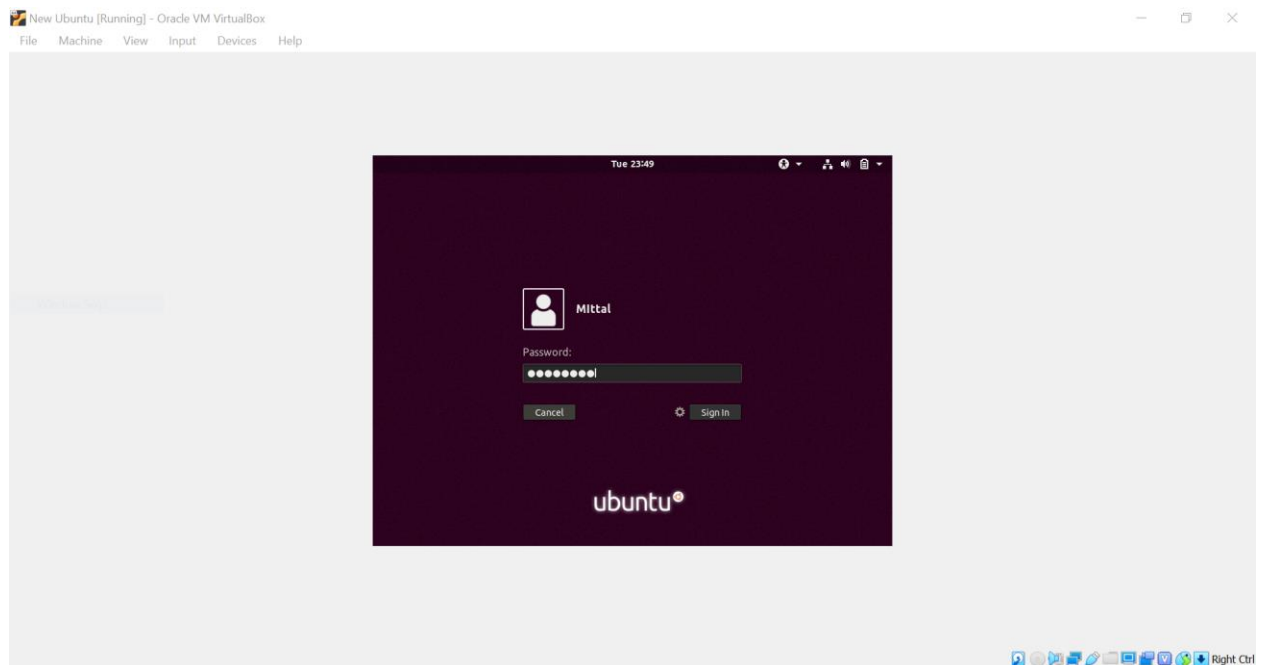 New Ubuntu [Running] - Oracle VM VirtualBox
File Machine View Input Devices Help
Tue 23:49
MIttal
Password:
Cancel Sign In
ubuntu
Right Ctrl